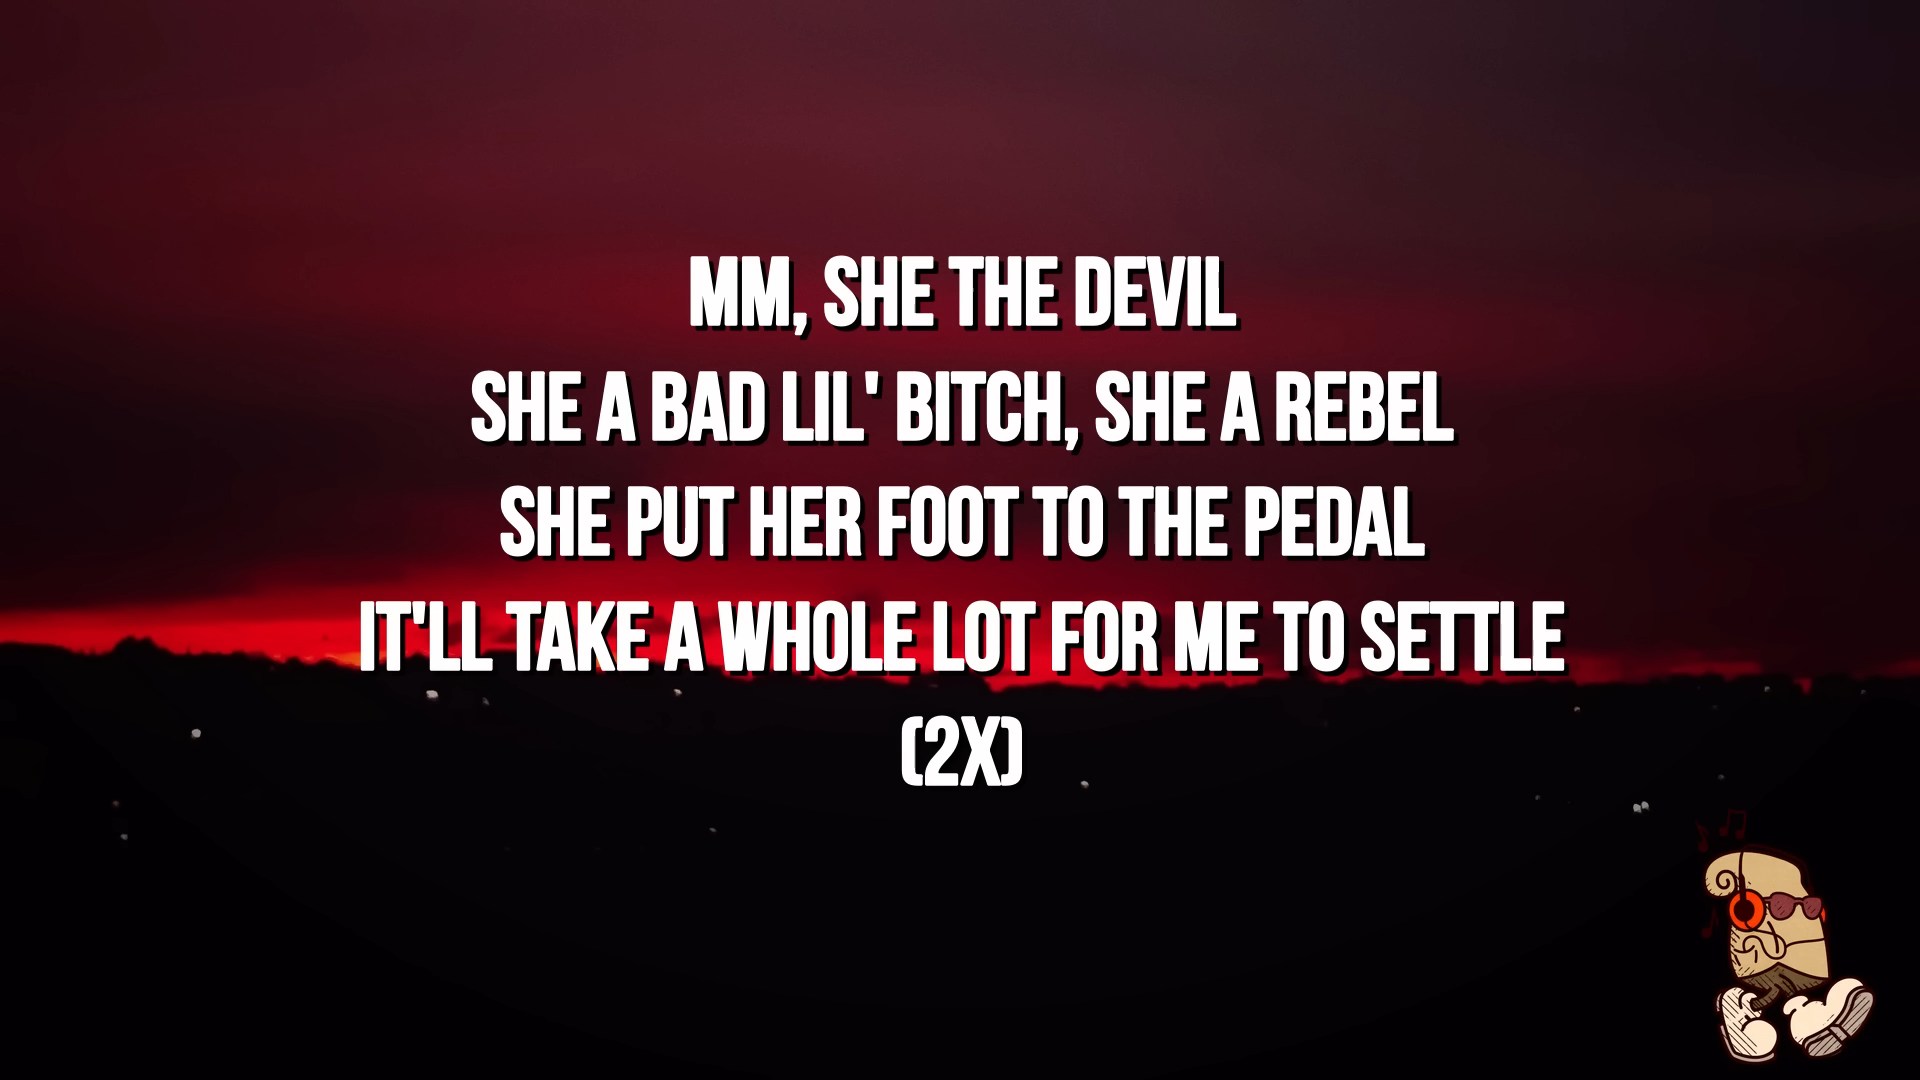 MM, SHE THE DEVIL
SHE A BAD LIL' BITCH, SHE A REBEL
SHE PUT HER FOOT TO THE PEDAL
IT'LL TAKE A WHOLE LOT FOR ME TO SETTLE
(2X)